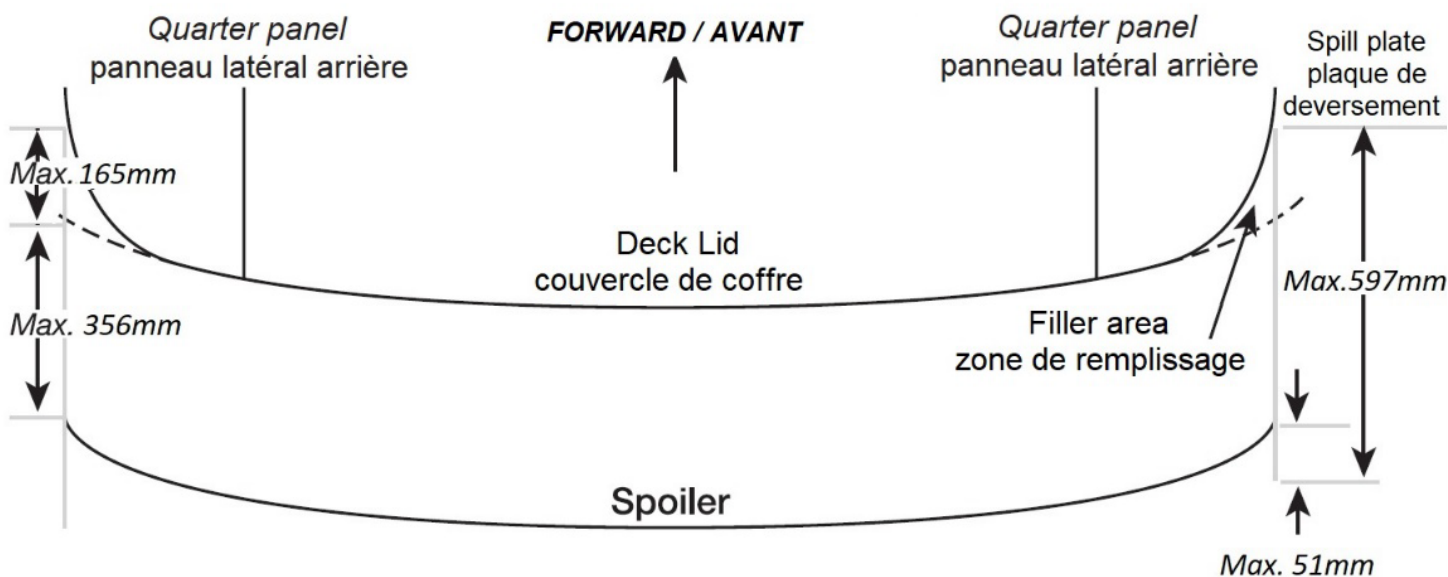 Quarter panel
panneau latéral arrière
FORWARD / AVANT
Quarter panel
panneau latéral arrière
Spill plate
plaque de
deversement
Max. 165mm
Deck Lid
couvercle de coffre
Max.597mm
Max. 356mm
Filler area
zone de remplissage
Spoiler
Max. 51mm